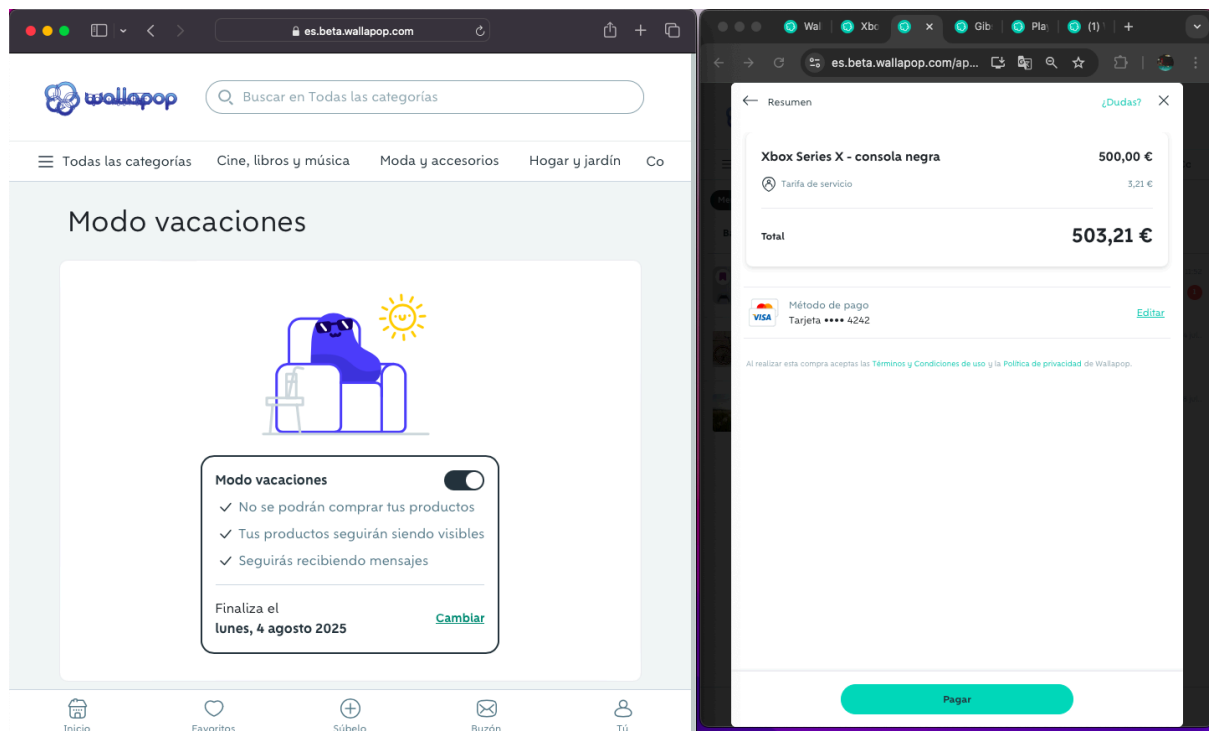 es.beta.wallapop.com
wallapop
Buscar en Todas las categorías
Todas las categorías
Cine, libros y música
Moda y accesorios
Hogar y jardín
Co
Modo vacaciones
Modo vacaciones
No se podrán comprar tus productos
Tus productos seguirán siendo visibles
Seguirás recibiendo mensajes
Finaliza el
lunes, 4 agosto 2025
Cambiar
Inicio
Favoritos
Súbelo
Buzón
Tú
Wal
Xbo
Gib
Pla
(1)
es.beta.wallapop.com/ap...
Resumen
¿Dudas?
Xbox Series X - consola negra
500,00 €
Tarifa de servicio
3,21 €
Total
503,21 €
VISA
Método de pago
Tarjeta •••• 4242
Editar
Al realizar esta compra aceptas las Términos y Condiciones de uso y la Política de privacidad de Wallapop.
Pagar